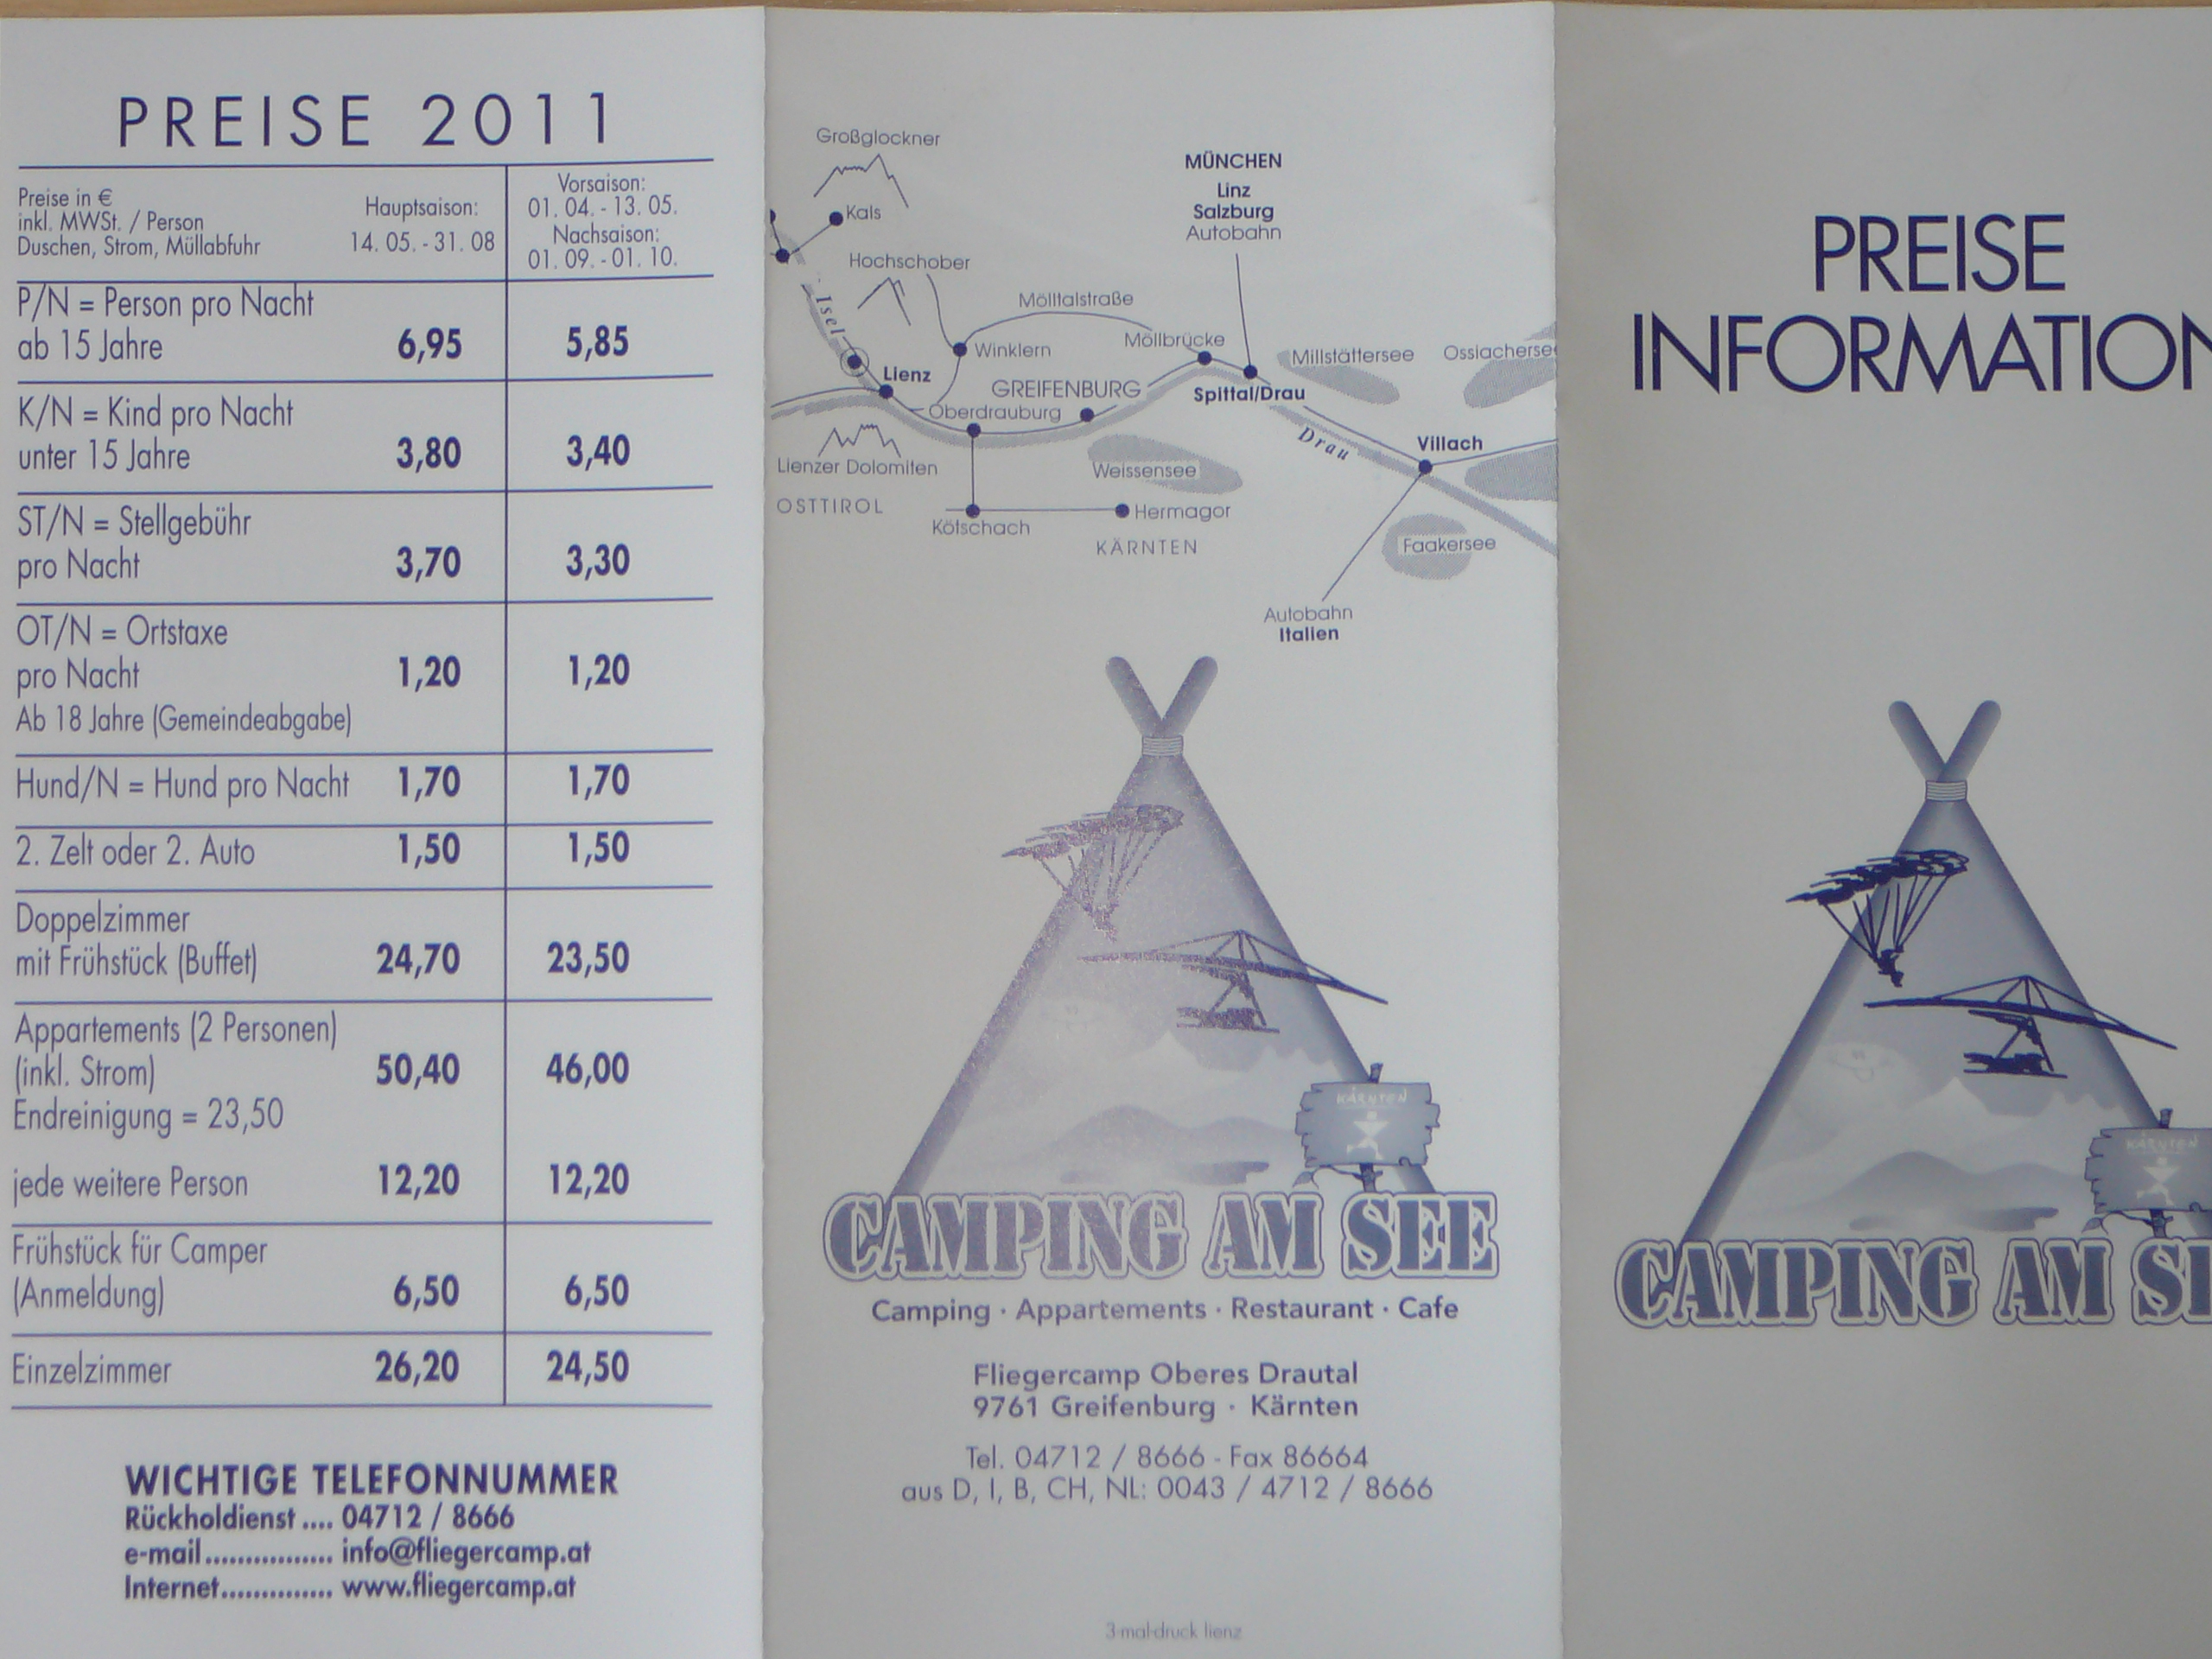 PREISE 2011
Preise in €
inkl. MWSt. / Person
Duschen, Strom, Müllabfuhr
Hauptsaison:
14. 05. - 31. 08
Vorsaison:
01. 04. - 13. 05.
Nachsaison:
01. 09. - 01. 10.
P/N = Person pro Nacht
ab 15 Jahre 6,95 5,85
K/N = Kind pro Nacht
unter 15 Jahre 3,80 3,40
ST/N = Stellgebühr
pro Nacht 3,70 3,30
OT/N = Ortstaxe
pro Nacht 1,20 1,20
Ab 18 Jahre (Gemeindeabgabe)
Hund/N = Hund pro Nacht 1,70 1,70
2. Zelt oder 2. Auto 1,50 1,50
Doppelzimmer
mit Frühstück (Buffet) 24,70 23,50
Appartements (2 Personen)
(inkl. Strom) 50,40 46,00
Endreinigung = 23,50
jede weitere Person 12,20 12,20
Frühstück für Camper
(Anmeldung) 6,50 6,50
Einzelzimmer 26,20 24,50
WICHTIGE TELEFONNUMMER
Rückholdienst .... 04712 / 8666
e-mail ................. info@fliegercamp.at
Internet............... www.fliegercamp.at
Großglockner
MÜNCHEN
Linz
Salzburg
Autobahn
Kals
Hochschober
Isel
Mölltalstraße
Winklern
Möllbrücke
Millstättersee
Ossiachersee
Lienz
GREIFENBURG
Spittal/Drau
Oberdrauburg
Drau
Villach
Lienzer Dolomiten
Weissensee
OSTTIROL
Kötschach
Hermagor
KÄRNTEN
Faakersee
Autobahn
Italien
KÄRNTEN
CAMPING AM SEE
Camping · Appartements · Restaurant · Cafe
Fliegercamp Oberes Drautal
9761 Greifenburg · Kärnten
Tel. 04712 / 8666 - Fax 86664
aus D, I, B, CH, NL: 0043 / 4712 / 8666
3-mal-druck lienz
PREISE
INFORMATION
KÄRNTEN
CAMPING AM SE